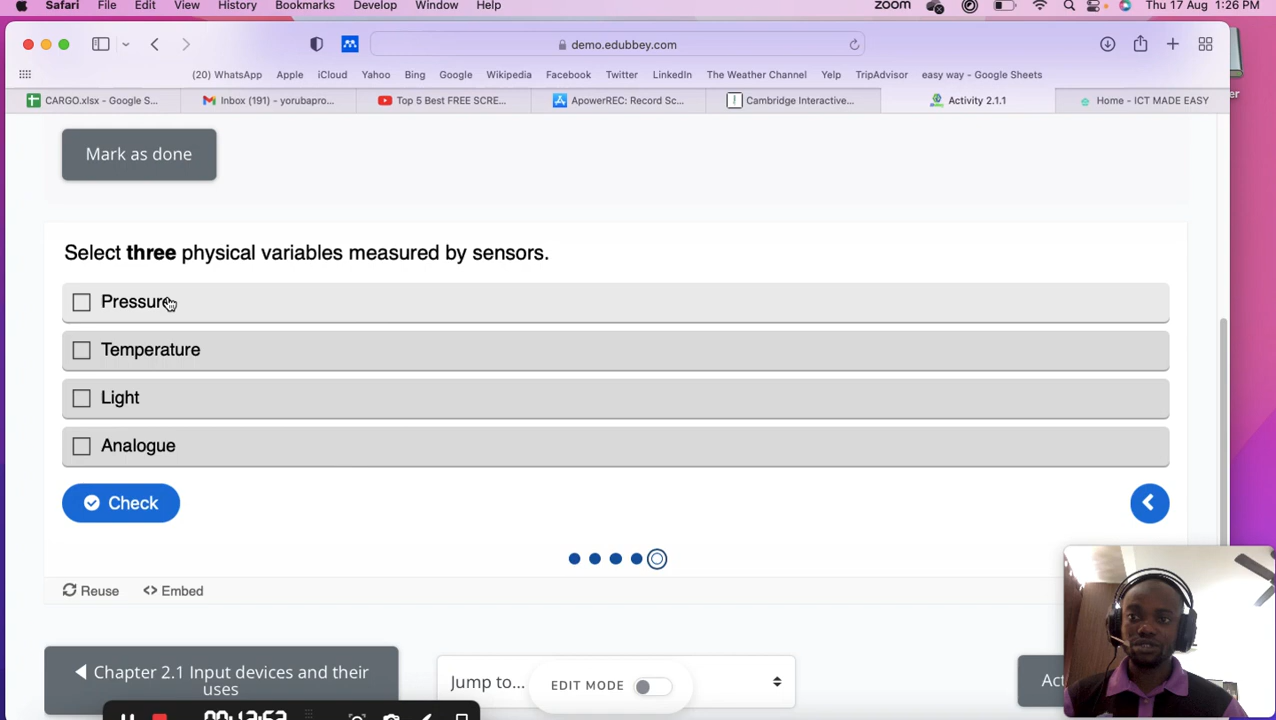 Safari File Edit View History Bookmarks Develop Window Help zoom Thu 17 Aug 1:26 PM
demo.edubbey.com
(20) WhatsApp Apple iCloud Yahoo Bing Google Wikipedia Facebook Twitter LinkedIn The Weather Channel Yelp TripAdvisor easy way - Google Sheets
CARGO.xlsx - Google S... Inbox (191) - yorubapro... Top 5 Best FREE SCRE... ApowerREC: Record Sc... Cambridge Interactive... Activity 2.1.1 Home - ICT MADE EASY
Mark as done
Select three physical variables measured by sensors.
Pressure
Temperature
Light
Analogue
Check
Reuse <> Embed
Chapter 2.1 Input devices and their
uses
Jump to...
EDIT MODE